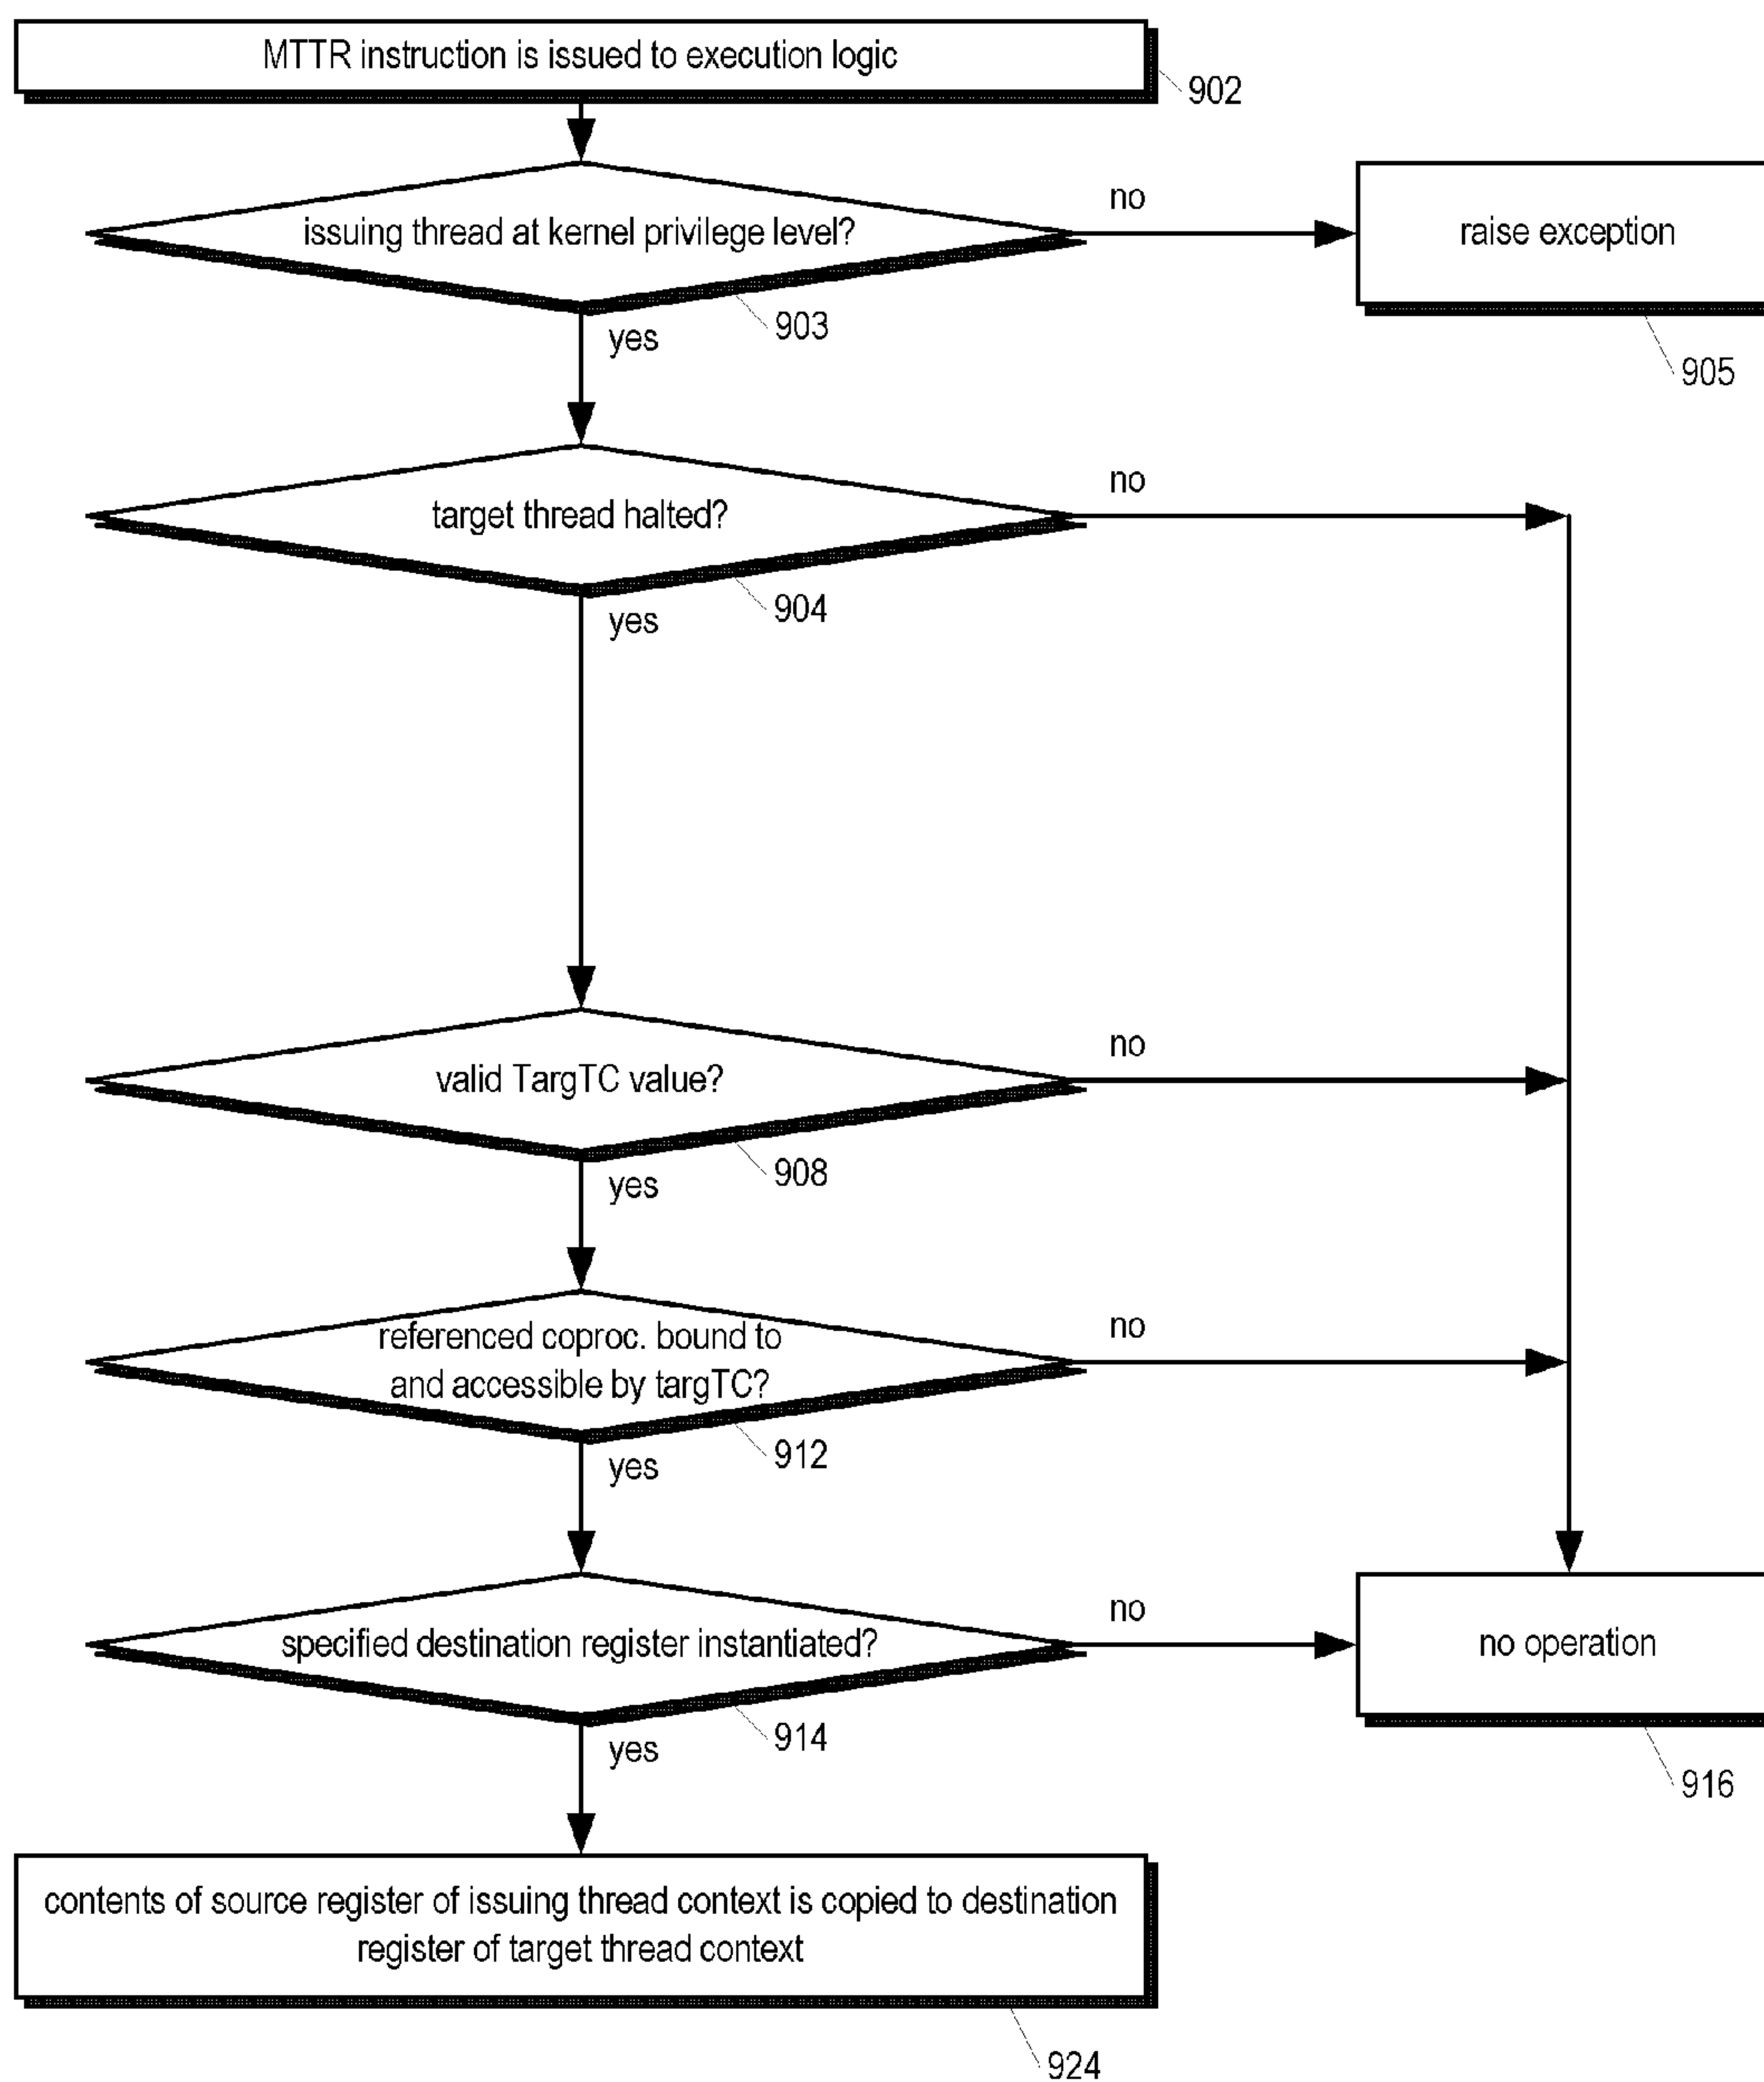 MTTR instruction is issued to execution logic
902
issuing thread at kernel privilege level?
no
raise exception
903
yes
905
target thread halted?
no
904
yes
valid TargTC value?
no
908
yes
referenced coproc. bound to
and accessible by targTC?
no
912
yes
specified destination register instantiated?
no
no operation
914
yes
916
contents of source register of issuing thread context is copied to destination
register of target thread context
924